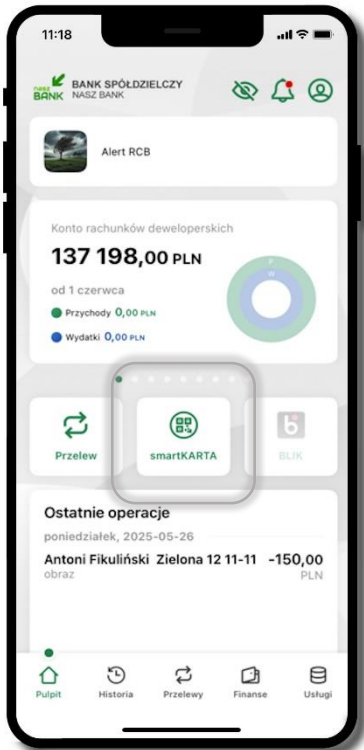 11:18
nasz
BANK
BANK SPÓŁDZIELCZY
NASZ BANK
Alert RCB
Konto rachunków deweloperskich
137 198,00 PLN
od 1 czerwca
Przychody 0,00 PLN
Wydatki 0,00 PLN
P
W
Przelew
smartKARTA
BLIK
Ostatnie operacje
poniedziałek, 2025-05-26
Antoni Fikuliński Zielona 12 11-11 -150,00
obraz PLN
Pulpit Historia Przelewy Finanse Usługi